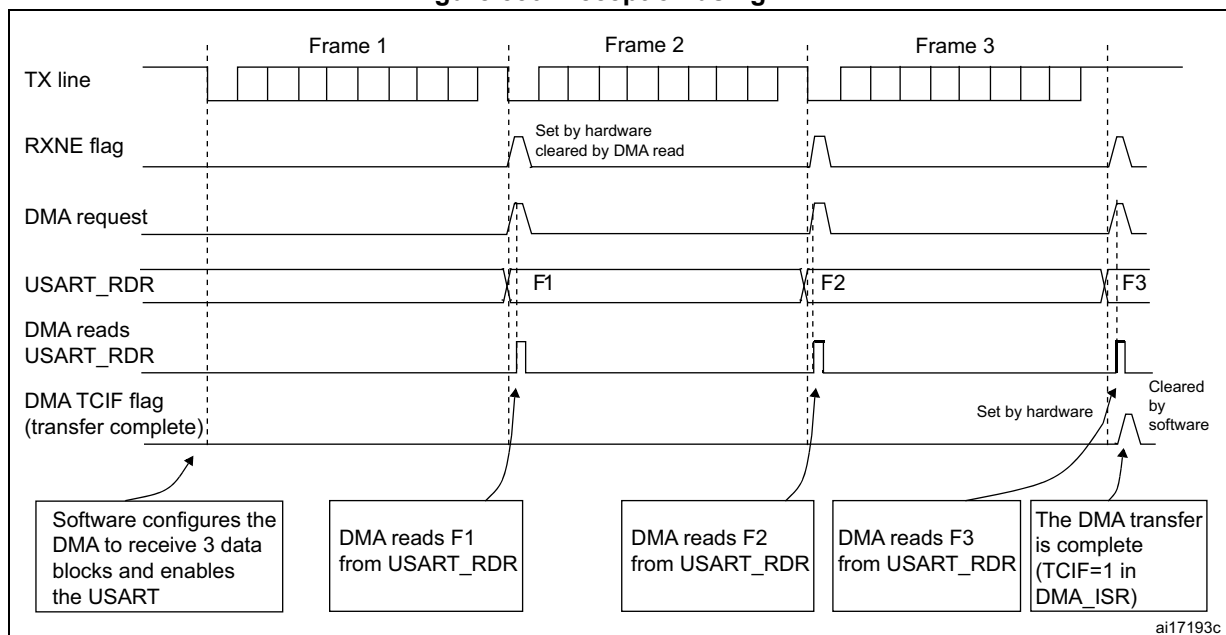 Frame 1
Frame 2
Frame 3
TX line
RXNE flag
Set by hardware
cleared by DMA read
DMA request
USART_RDR
F1
F2
F3
DMA reads
USART_RDR
DMA TCIF flag
(transfer complete)
Set by hardware
Cleared
by
software
Software configures the
DMA to receive 3 data
blocks and enables
the USART
DMA reads F1
from USART_RDR
DMA reads F2
from USART_RDR
DMA reads F3
from USART_RDR
The DMA transfer
is complete
(TCIF=1 in
DMA_ISR)
ai17193c